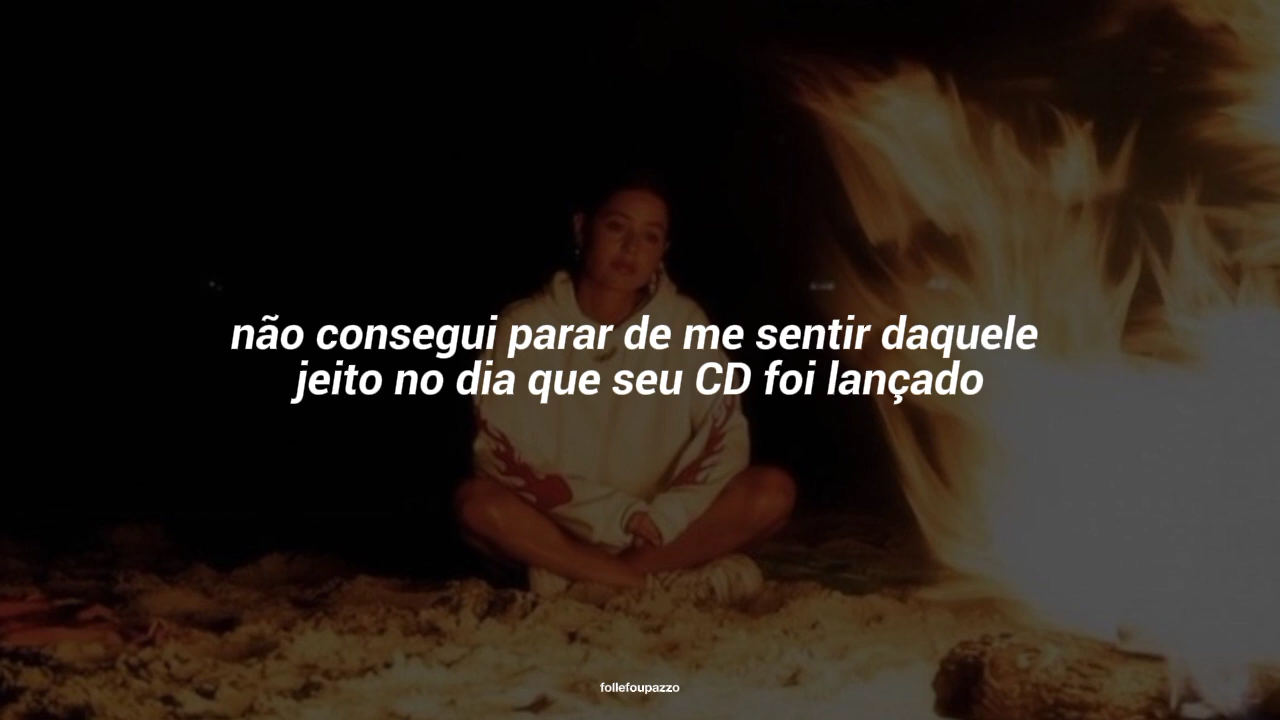 não consegui parar de me sentir daquele
jeito no dia que seu CD foi lançado
follefoupazzo